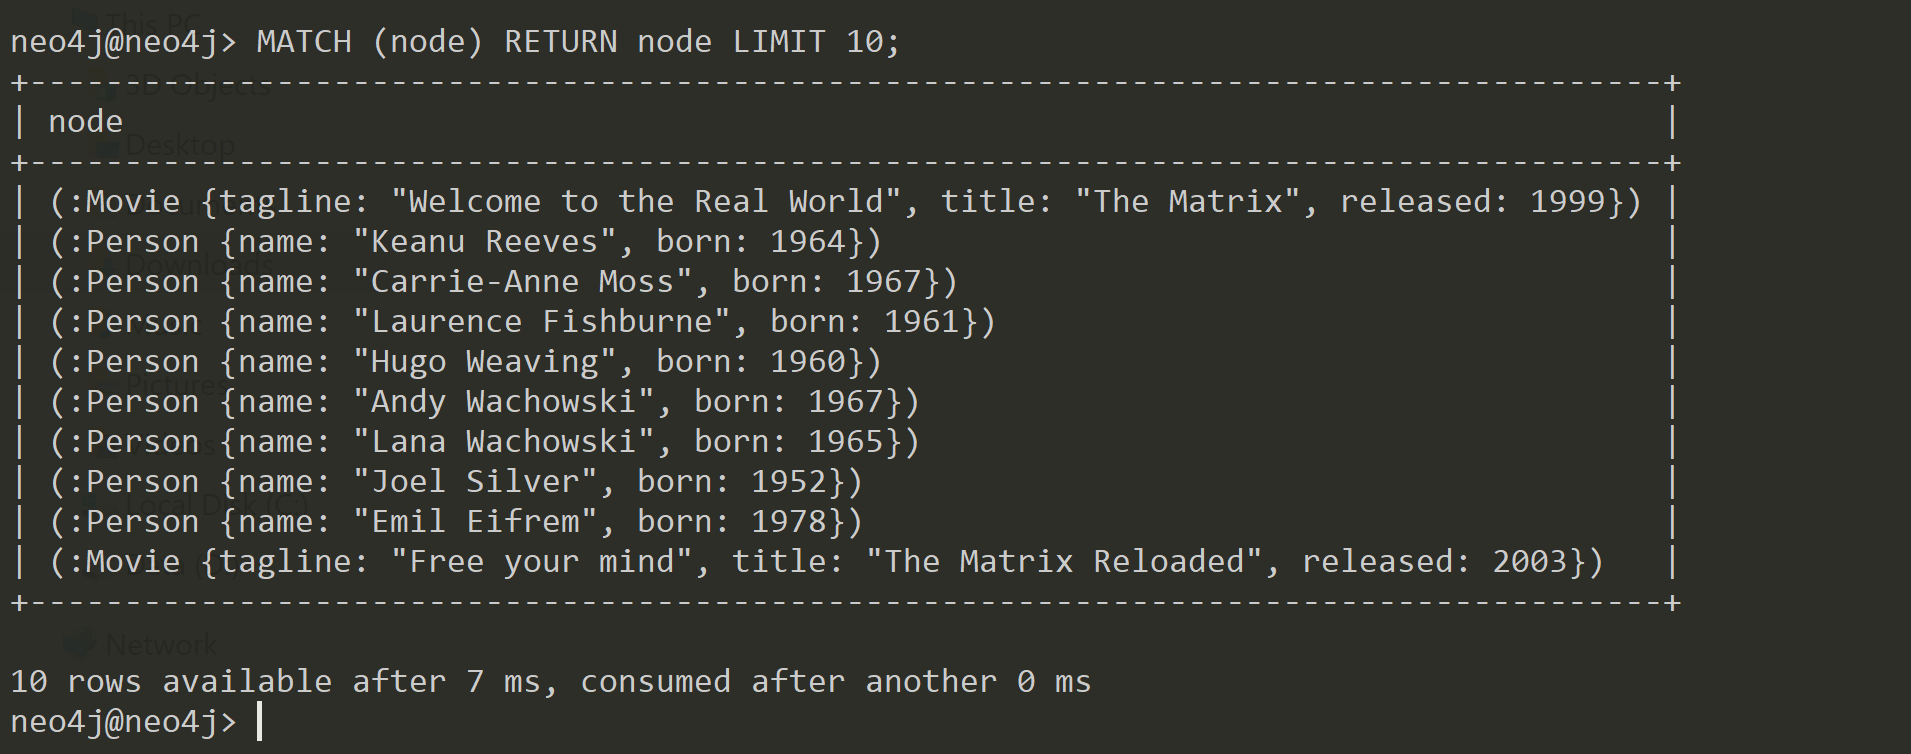 neo4j@neo4j> MATCH (node) RETURN node LIMIT 10;
+--------------------------------------------------------------------------------------+
| node                                                                                 |
+--------------------------------------------------------------------------------------+
| (:Movie {tagline: "Welcome to the Real World", title: "The Matrix", released: 1999}) |
| (:Person {name: "Keanu Reeves", born: 1964})                                         |
| (:Person {name: "Carrie-Anne Moss", born: 1967})                                     |
| (:Person {name: "Laurence Fishburne", born: 1961})                                   |
| (:Person {name: "Hugo Weaving", born: 1960})                                         |
| (:Person {name: "Andy Wachowski", born: 1967})                                       |
| (:Person {name: "Lana Wachowski", born: 1965})                                       |
| (:Person {name: "Joel Silver", born: 1952})                                          |
| (:Person {name: "Emil Eifrem", born: 1978})                                          |
| (:Movie {tagline: "Free your mind", title: "The Matrix Reloaded", released: 2003})   |
+--------------------------------------------------------------------------------------+
10 rows available after 7 ms, consumed after another 0 ms
neo4j@neo4j>
This PC
3D Objects
Desktop
Downloads
Pictures
Local Disk (C:)
Network